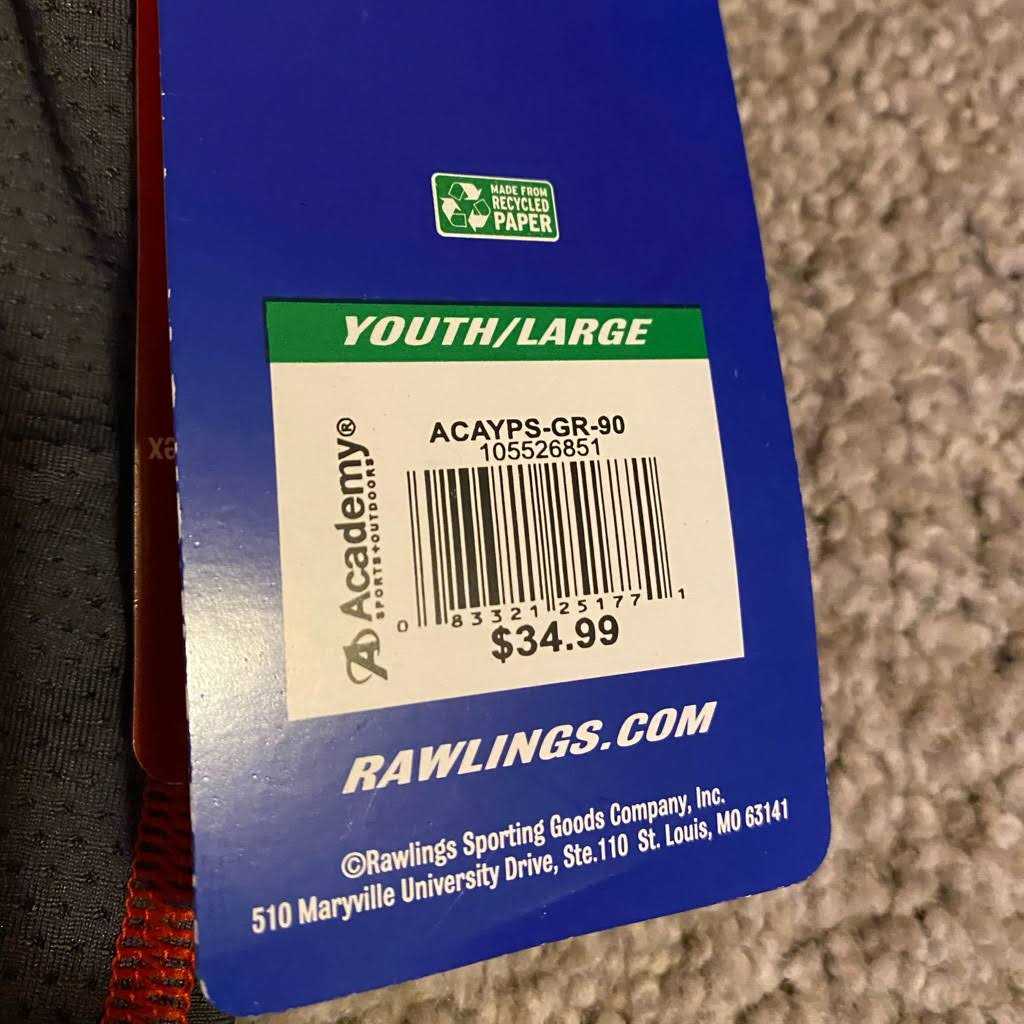 MADE FROM
RECYCLED
PAPER
YOUTH/LARGE
Academy®
SPORTS+OUTDOORS
ACAYPS-GR-90
105526851
0 83321 25177 1
$34.99
RAWLINGS.COM
©Rawlings Sporting Goods Company, Inc.
510 Maryville University Drive, Ste.110 St. Louis, MO 63141